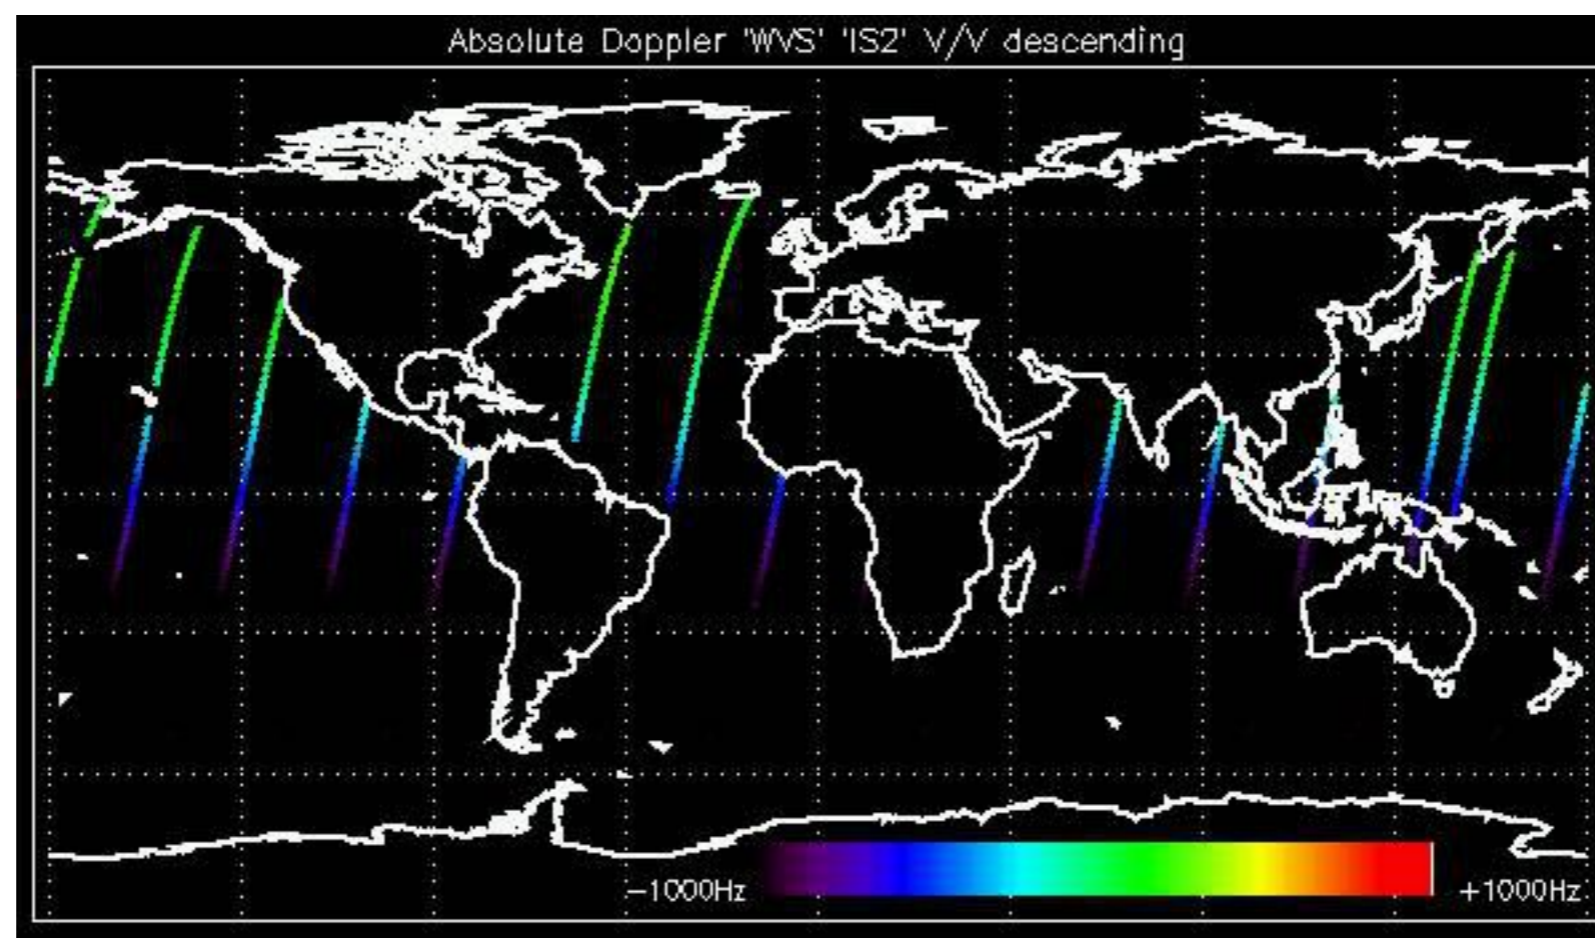 Absolute Doppler 'WVS' 'IS2' V/V descending
−1000Hz
+1000Hz